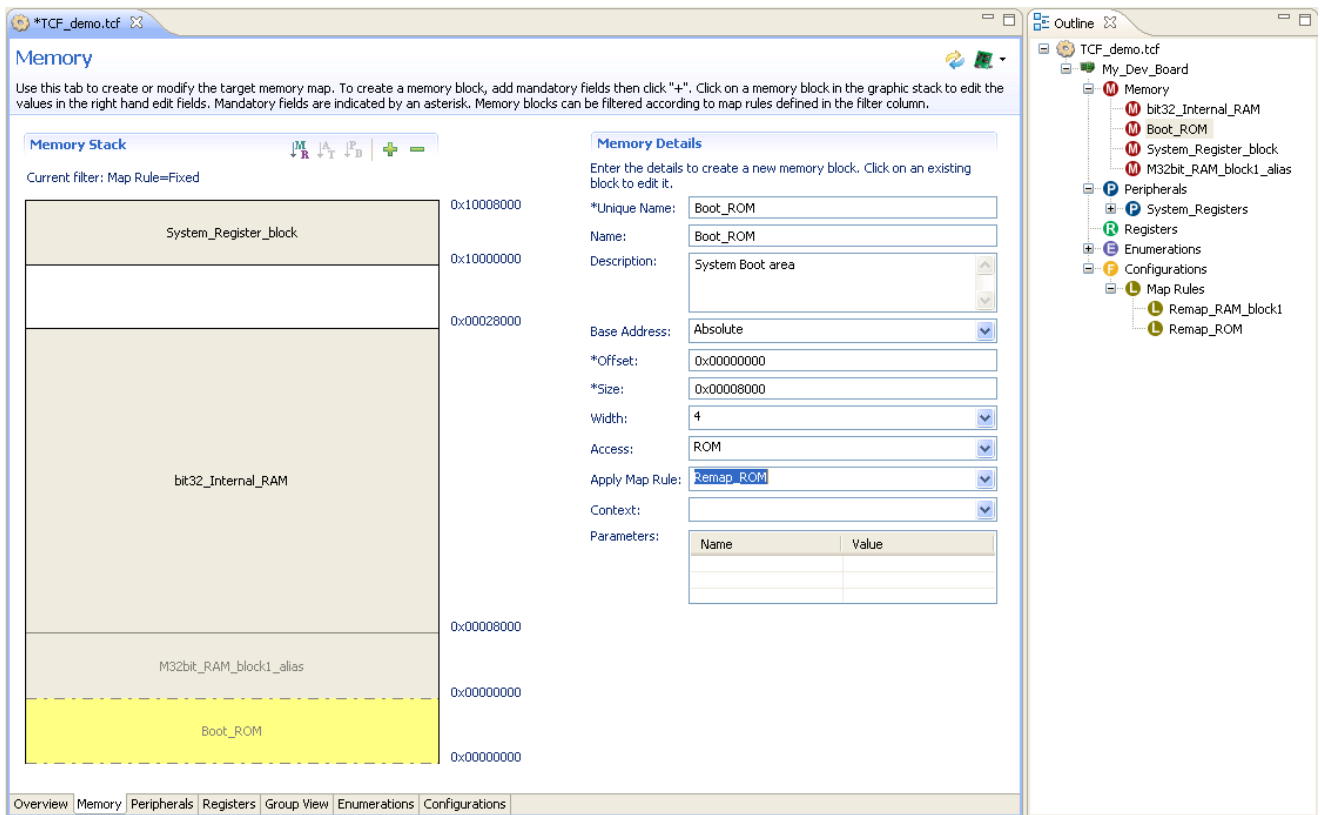 *TCF_demo.tcf
Memory
Use this tab to create or modify the target memory map. To create a memory block, add mandatory fields then click "+". Click on a memory block in the graphic stack to edit the
values in the right hand edit fields. Mandatory fields are indicated by an asterisk. Memory blocks can be filtered according to map rules defined in the filter column.
Memory Stack
M R A T P D
Current filter: Map Rule=Fixed
0x10008000
System_Register_block
0x10000000
0x00028000
bit32_Internal_RAM
0x00008000
M32bit_RAM_block1_alias
0x00000000
Boot_ROM
0x00000000
Memory Details
Enter the details to create a new memory block. Click on an existing
block to edit it.
*Unique Name: Boot_ROM
Name: Boot_ROM
Description: System Boot area
Base Address: Absolute
*Offset: 0x00000000
*Size: 0x00008000
Width: 4
Access: ROM
Apply Map Rule: Remap_ROM
Context:
Parameters:
Name Value
Overview Memory Peripherals Registers Group View Enumerations Configurations
Outline
TCF_demo.tcf
My_Dev_Board
M Memory
M bit32_Internal_RAM
M Boot_ROM
M System_Register_block
M M32bit_RAM_block1_alias
P Peripherals
P System_Registers
R Registers
E Enumerations
F Configurations
L Map Rules
L Remap_RAM_block1
L Remap_ROM